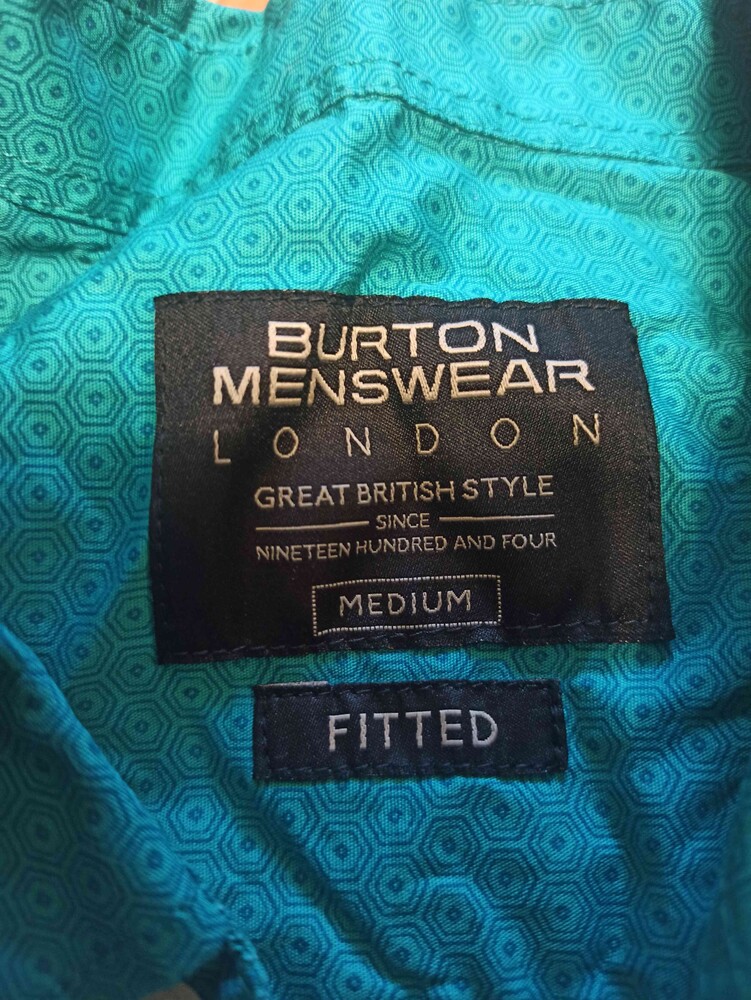 BURTON
MENSWEAR
LONDON
GREAT BRITISH STYLE
SINCE
NINETEEN HUNDRED AND FOUR
MEDIUM
FITTED